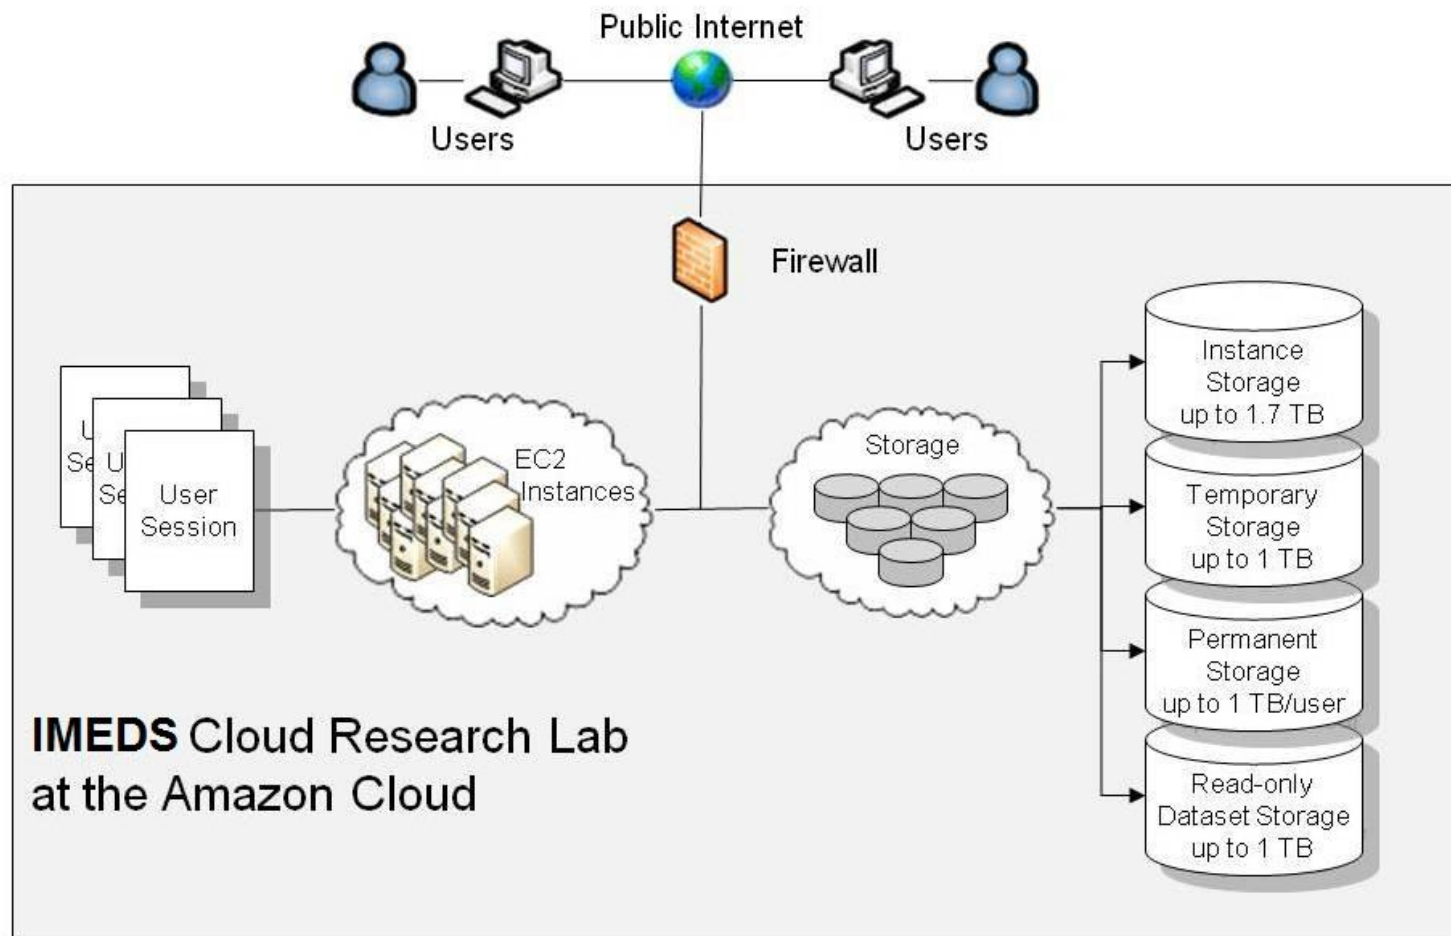 Public Internet
Users
Users
Firewall
Instance
Storage
up to 1.7 TB
U
Se
U
Se
User
Session
EC2
Instances
Storage
Temporary
Storage
up to 1 TB
Permanent
Storage
up to 1 TB/user
Read-only
Dataset Storage
up to 1 TB
IMEDS Cloud Research Lab
at the Amazon Cloud